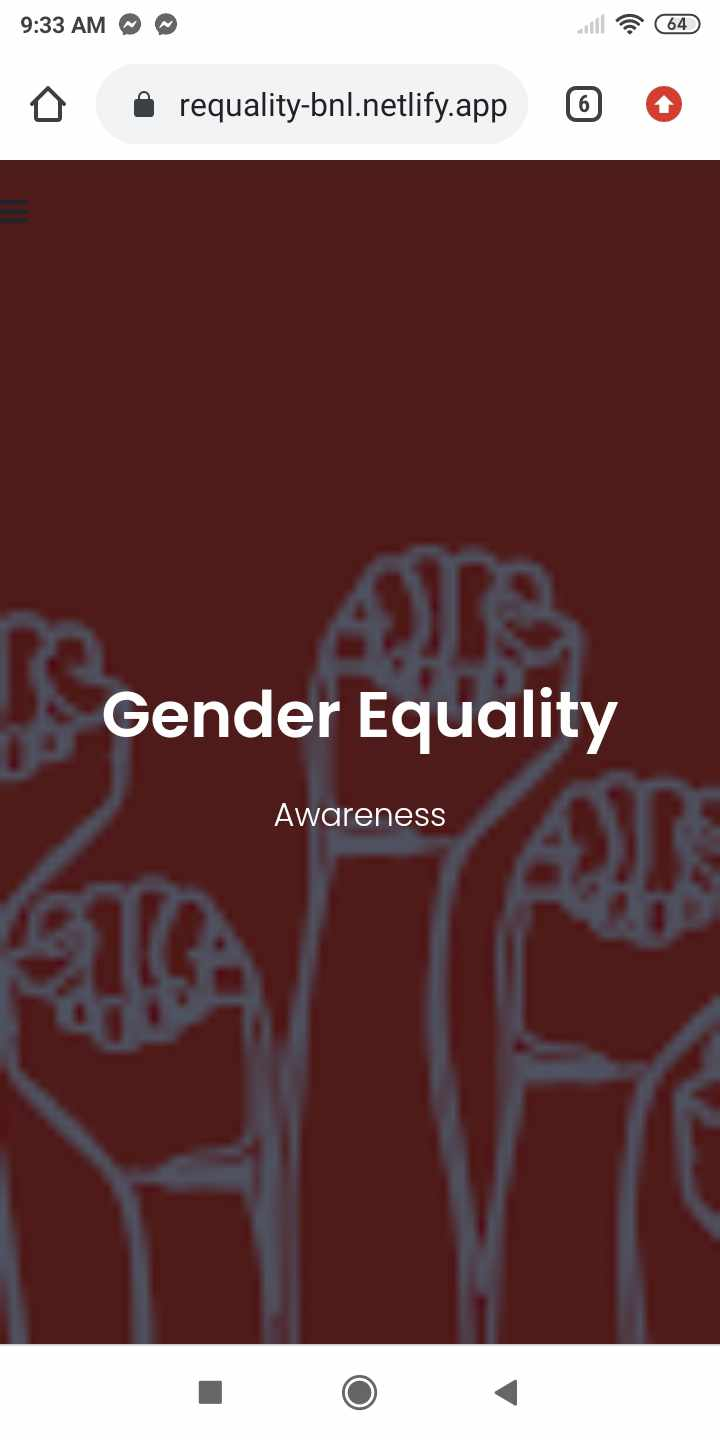 9:33 AM
64
requality-bnl.netlify.app
6
Gender Equality
Awareness